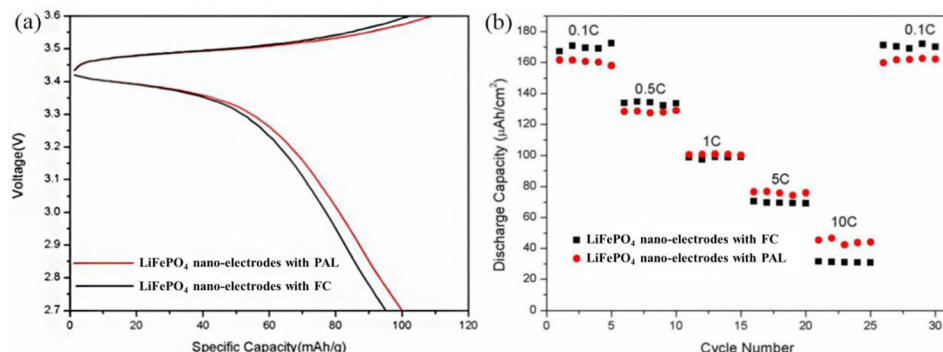 (a)
3.6
3.5
3.4
3.3
3.2
3.1
3.0
2.9
2.8
2.7
Voltage(V)
LiFePO4 nano-electrodes with PAL
LiFePO4 nano-electrodes with FC
0 20 40 60 80 100 120
Specific Capacity(mAh/g)
(b)
180
160
140
120
100
80
60
40
20
0
Discharge Capacity (μAh/cm²)
0.1C
0.5C
1C
5C
10C
0.1C
LiFePO4 nano-electrodes with FC
LiFePO4 nano-electrodes with PAL
0 5 10 15 20 25 30
Cycle Number